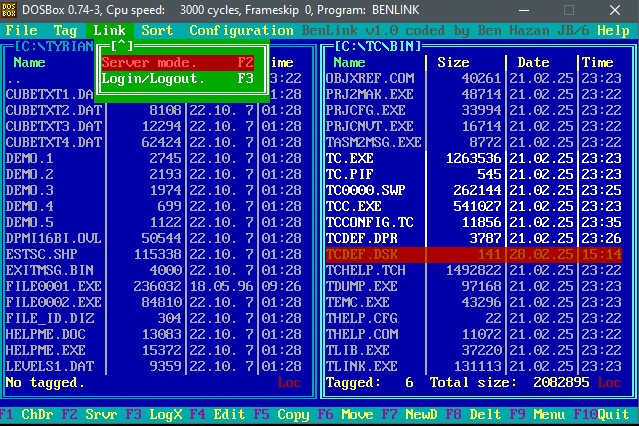 DOSBox 0.74-3, Cpu speed: 3000 cycles, Frameskip 0, Program: BENLINK
File Tag Link Sort Configuration BenLink v1.0 coded by Ben Hazan JB/6 Help
[C:\TYRIAN [^] [C:\TC\BIN]
Name ime Name Size Date Time
Server mode. F2
Login/Logout. F3
.. 3:22 OBJXREF.COM 40261 21.02.25 23:23
CUBETXT1.DA 1:28 PRJ2MAK.EXE 48714 21.02.25 23:23
CUBETXT2.DAT 8108 22.10. 7 01:28 PRJCFG.EXE 33994 21.02.25 23:23
CUBETXT3.DAT 12294 22.10. 7 01:28 PRJCNVT.EXE 16714 21.02.25 23:23
CUBETXT4.DAT 62424 22.10. 7 01:28 TASM2MSG.EXE 8772 21.02.25 23:23
DEMO.1 2745 22.10. 7 01:28 TC.EXE 1263536 21.02.25 23:23
DEMO.2 2193 22.10. 7 01:28 TC.PIF 545 21.02.25 23:23
DEMO.3 1974 22.10. 7 01:28 TC0000.SWP 262144 21.02.25 23:25
DEMO.4 699 22.10. 7 01:28 TCC.EXE 541027 21.02.25 23:23
DEMO.5 1122 22.10. 7 01:28 TCCONFIG.TC 11856 21.02.25 23:35
DPMI16BI.OVL 50544 22.10. 7 01:28 TCDEF.DPR 3787 21.02.25 23:26
ESTSC.SHP 115338 22.10. 7 01:28 TCDEF.DSK 141 28.02.25 15:14
EXITMSG.BIN 4000 22.10. 7 01:28 TCHELP.TCH 1492822 21.02.25 23:23
FILE0001.EXE 236032 18.05.96 09:26 TDUMP.EXE 97168 21.02.25 23:23
FILE0002.EXE 84810 22.10. 7 01:28 TEMC.EXE 43296 21.02.25 23:23
FILE_ID.DIZ 304 22.10. 7 01:28 THELP.CFG 22 21.02.25 23:23
HELPME.DOC 13083 22.10. 7 01:28 THELP.COM 11072 21.02.25 23:23
HELPME.EXE 15372 22.10. 7 01:28 TLIB.EXE 37220 21.02.25 23:23
LEVELS1.DAT 9359 22.10. 7 01:28 TLINK.EXE 131113 21.02.25 23:23
No tagged. Loc Tagged: 6 Total size: 2082895 Loc
F1 ChDr F2 Srvr F3 LogX F4 Edit F5 Copy F6 Move F7 NewD F8 Delt F9 Menu F10Quit